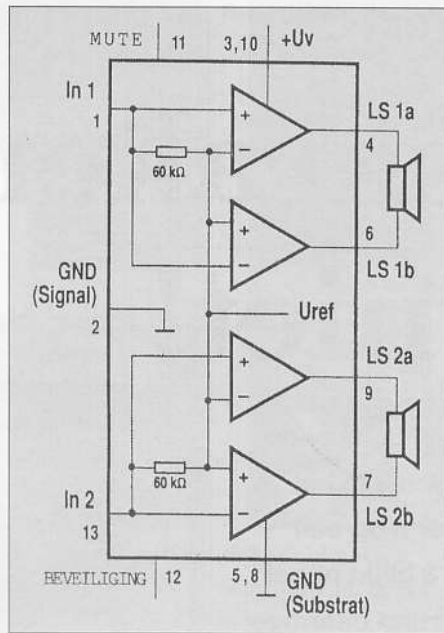 MUTE 11 3,10 +Uv
In 1
1
LS 1a
4
+
−
60 kΩ
+
−
6
LS 1b
GND
(Signal)
2
Uref
+
−
LS 2a
9
60 kΩ
+
−
7
LS 2b
In 2
13
BEVEILIGING 12 5,8 GND
(Substrat)